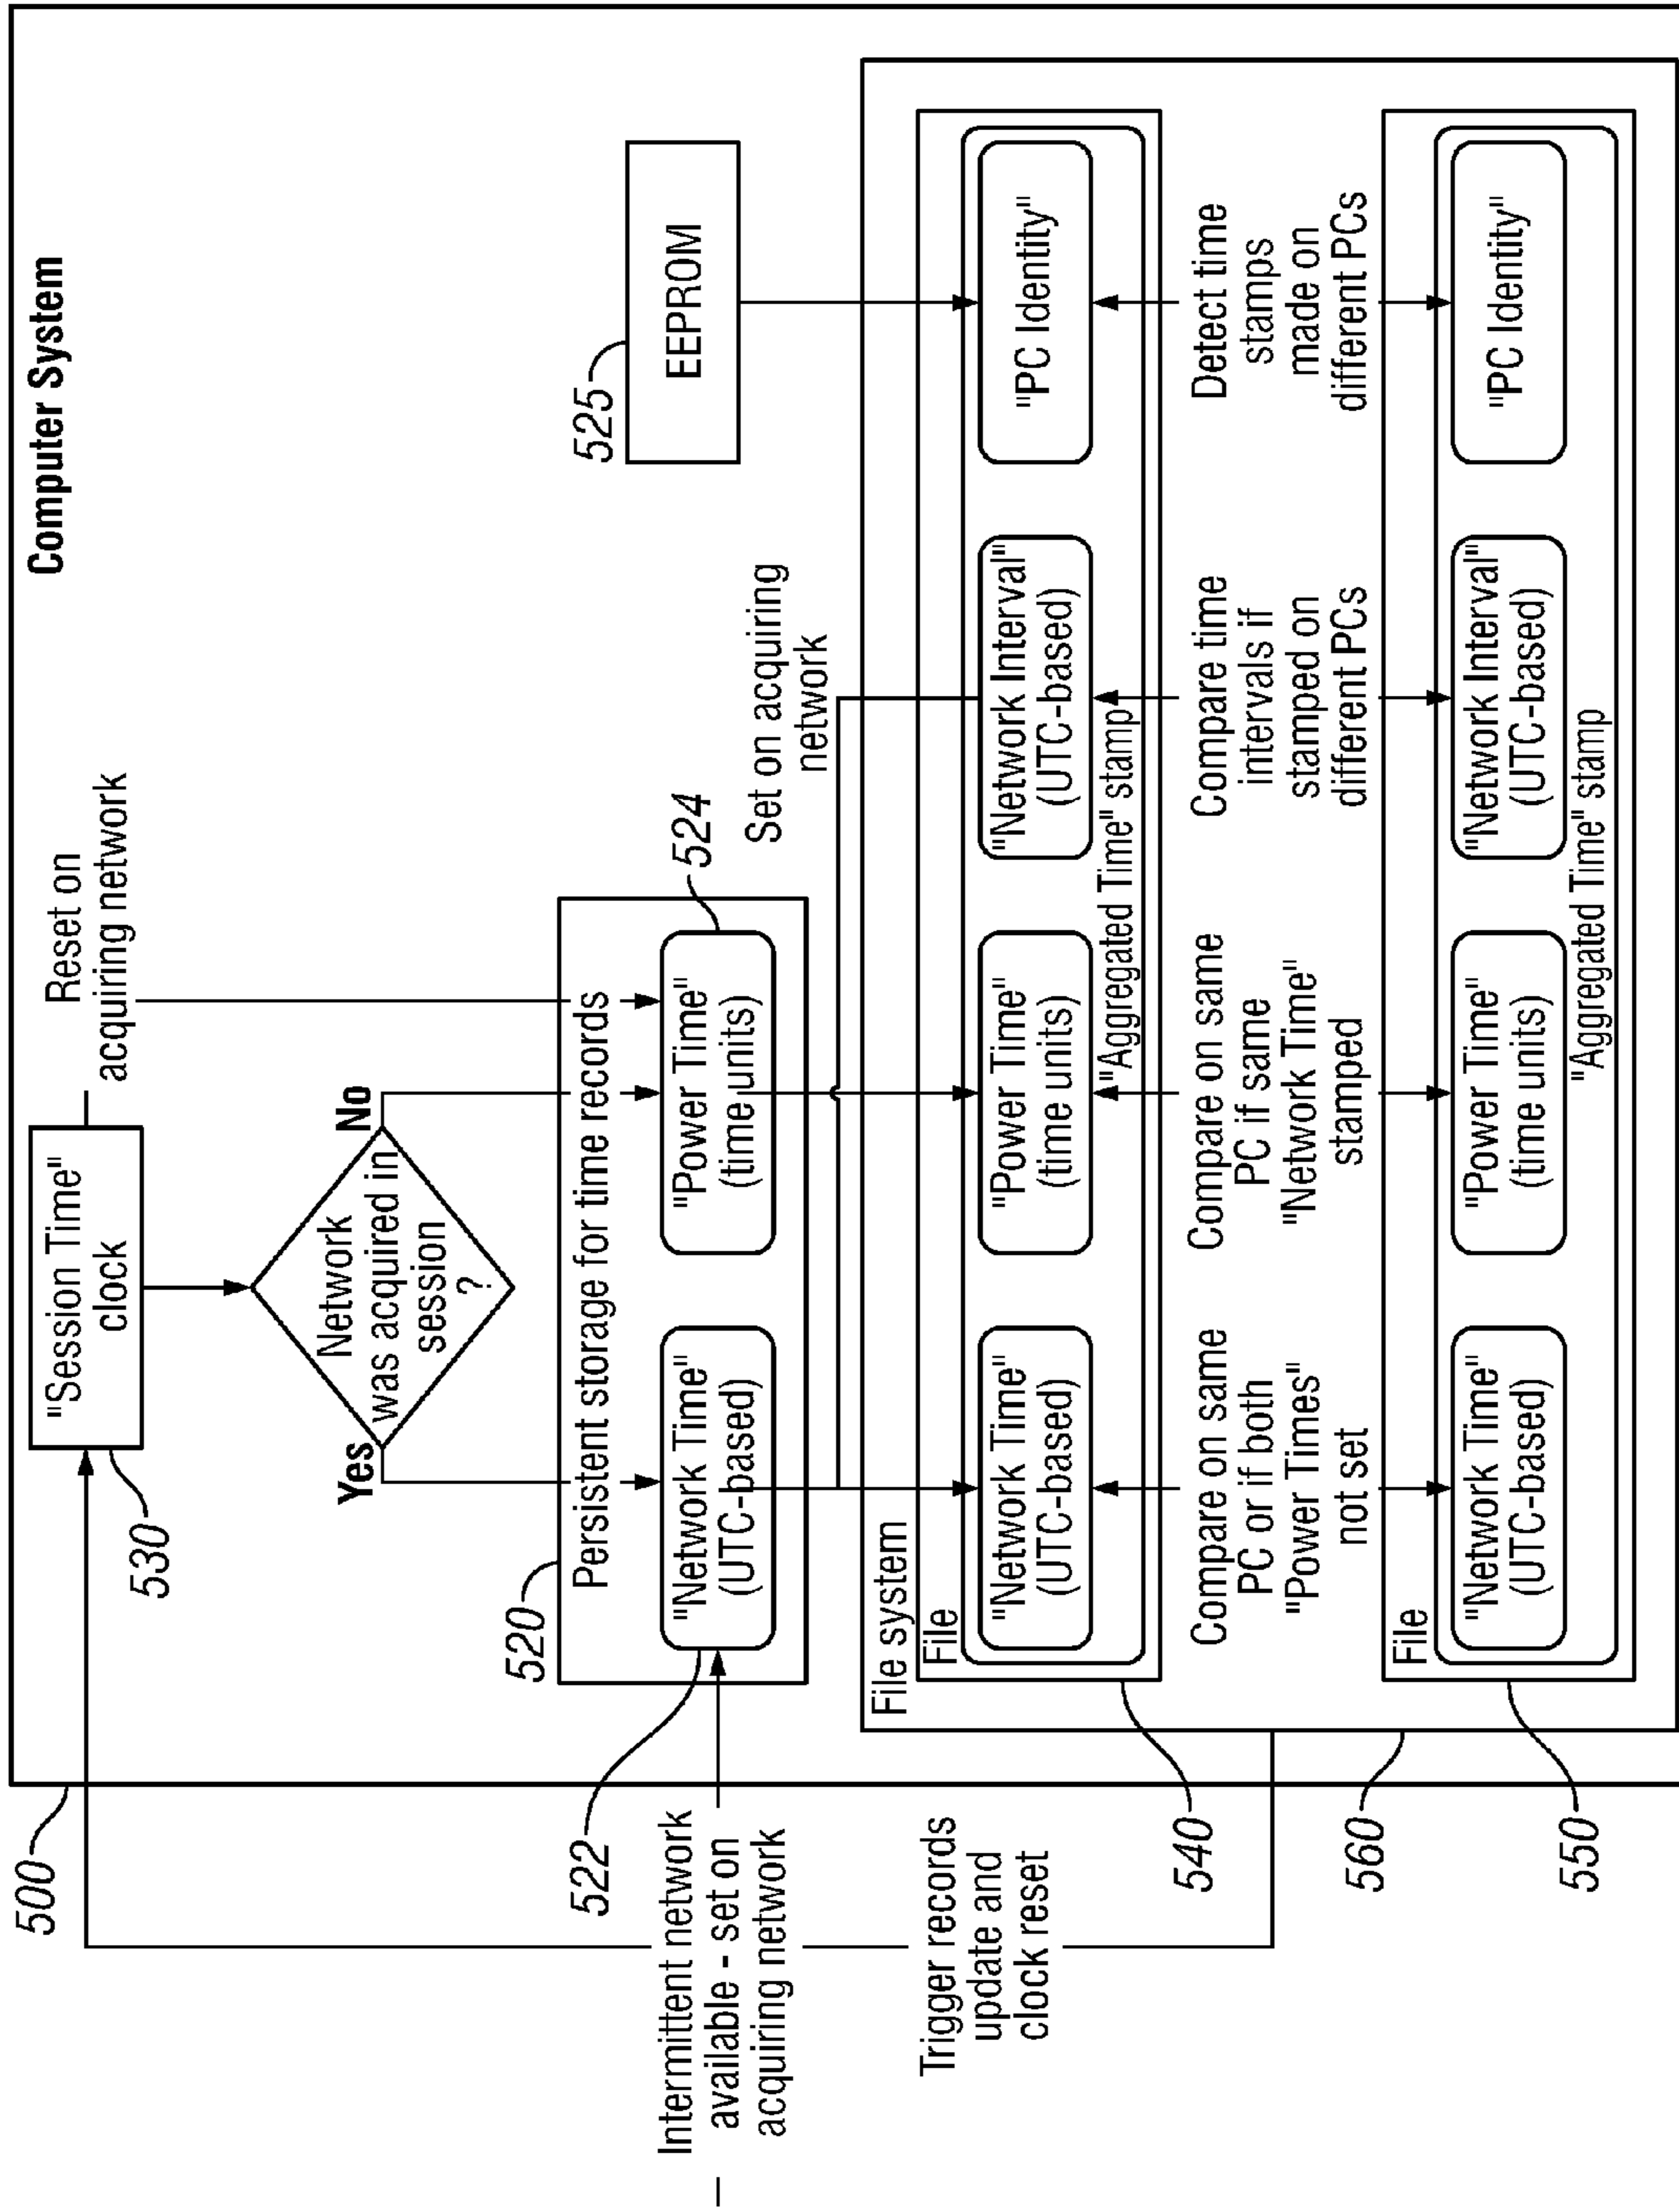 Computer System
500
"Session Time"
clock
530
Reset on
acquiring network
Network
was acquired in
session
?
Yes
No
520
Persistent storage for time records
522
"Network Time"
(UTC-based)
"Power Time"
(time units)
524
525
EEPROM
Intermittent network
available - set on
acquiring network
Set on acquiring
network
Trigger records
update and
clock reset
File system
File
"Network Time"
(UTC-based)
"Power Time"
(time units)
"Network Interval"
(UTC-based)
"PC Identity"
"Aggregated Time" stamp
540
Compare on same
PC or if both
"Power Times"
not set
Compare on same
PC if same
"Network Time"
stamped
Compare time
intervals if
stamped on
different PCs
Detect time
stamps
made on
different PCs
560
File
"Network Time"
(UTC-based)
"Power Time"
(time units)
"Network Interval"
(UTC-based)
"PC Identity"
"Aggregated Time" stamp
550